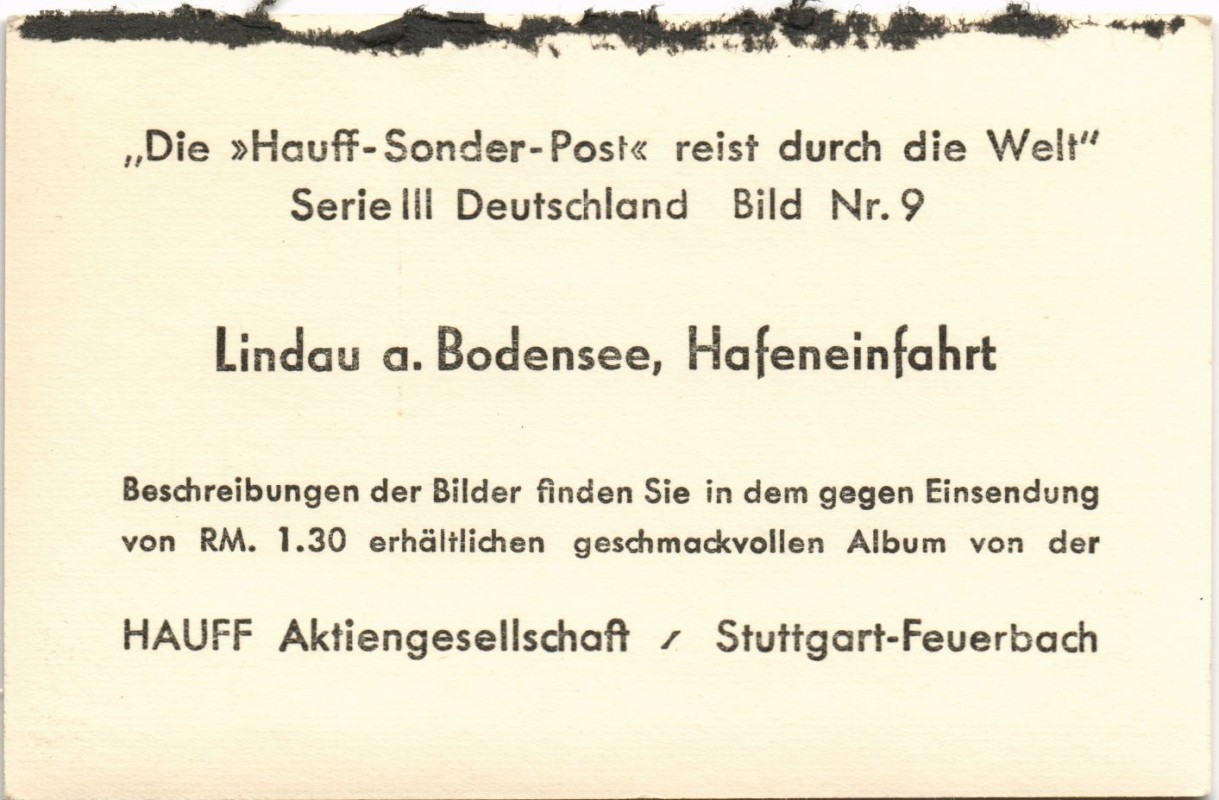 „Die »Hauff-Sonder-Post« reist durch die Welt“
Serie III Deutschland Bild Nr. 9
Lindau a. Bodensee, Hafeneinfahrt
Beschreibungen der Bilder finden Sie in dem gegen Einsendung
von RM. 1.30 erhältlichen geschmackvollen Album von der
HAUFF Aktiengesellschaft / Stuttgart-Feuerbach